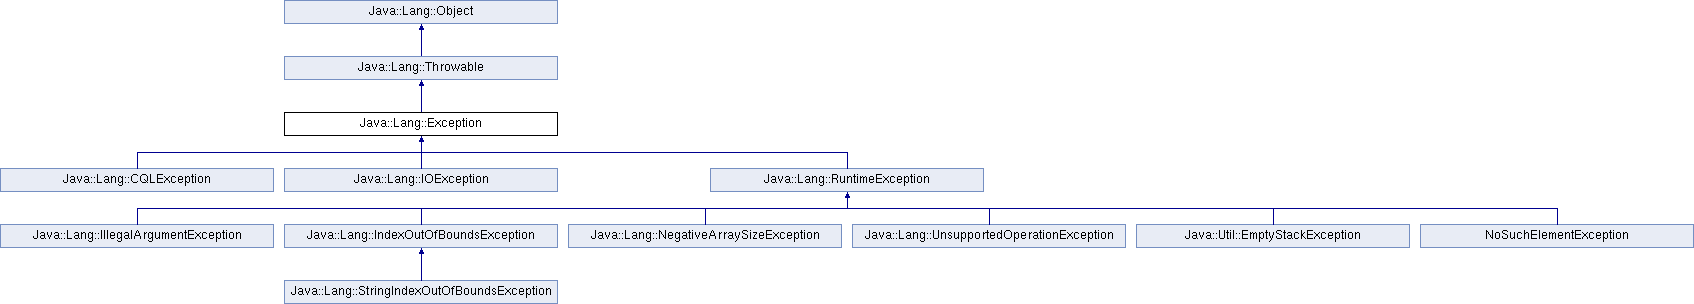 Java::Lang::Object
Java::Lang::Throwable
Java::Lang::Exception
Java::Lang::CQLException
Java::Lang::IOException
Java::Lang::RuntimeException
Java::Lang::IllegalArgumentException
Java::Lang::IndexOutOfBoundsException
Java::Lang::NegativeArraySizeException
Java::Lang::UnsupportedOperationException
Java::Util::EmptyStackException
NoSuchElementException
Java::Lang::StringIndexOutOfBoundsException